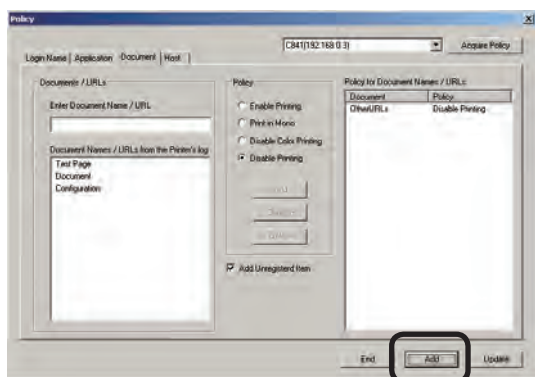 Policy
C841(192.168.0.3)
Acquire Policy
Login Name
Application
Document
Host
Documents / URLs
Enter Document Name / URL
Document Names / URLs from the Printer's log
Test Page
Document
Configuration
Policy
Enable Printing
Print in Mono
Disable Color Printing
Disable Printing
Add Unregisterd Item
Policy for Document Names / URLs
Document Policy
OtherURLs Disable Printing
End
Add
Update